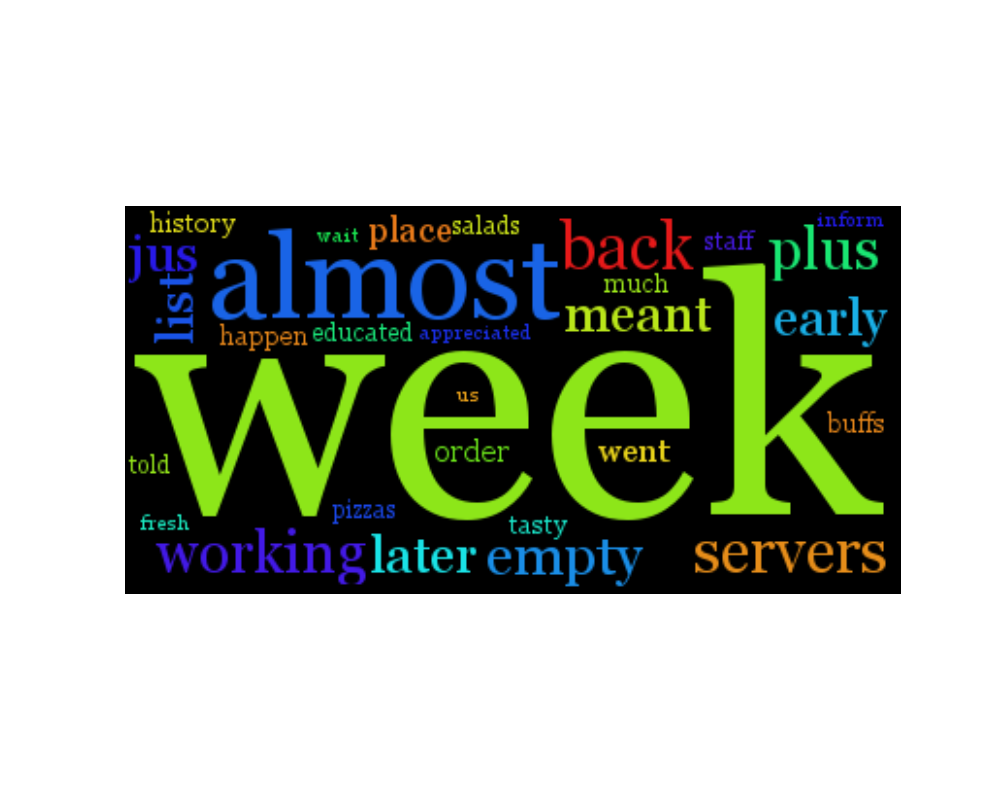 history
inform
wait
place
salads
jus
almost
back
staff
plus
list
much
meant
early
happen
educated
appreciated
week
us
buffs
order
went
told
pizzas
fresh
tasty
working
later
empty
servers